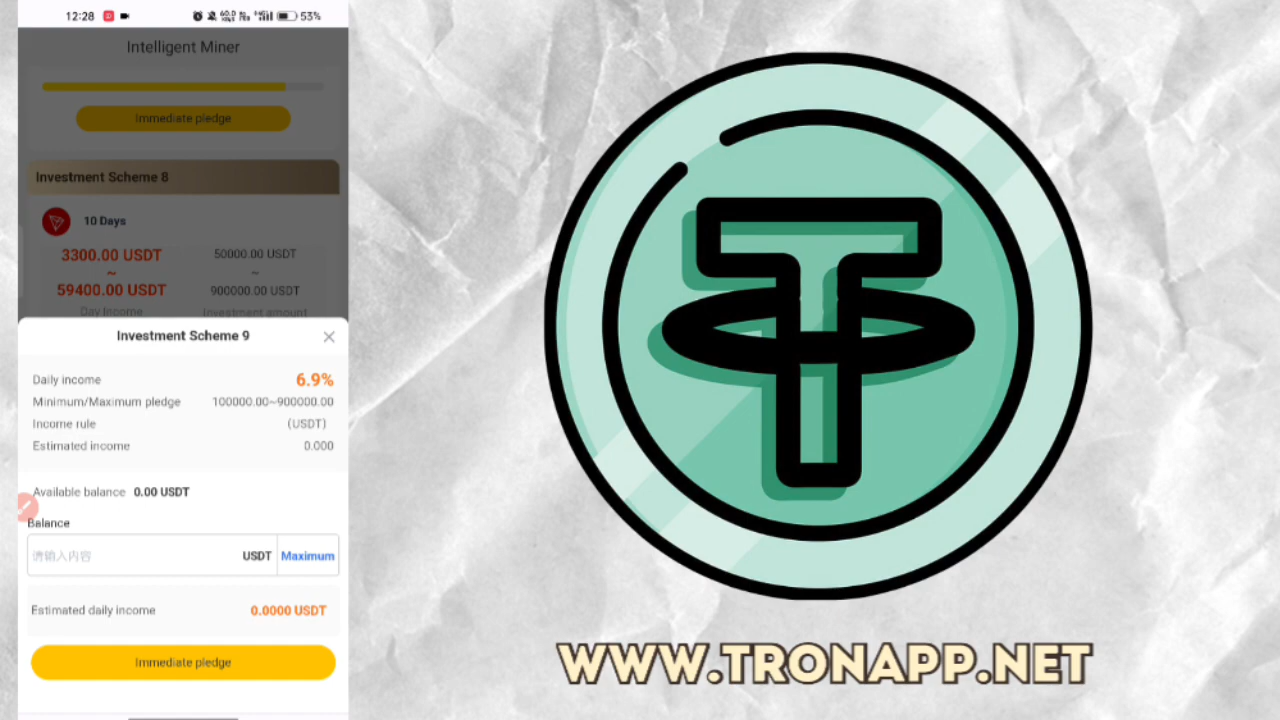 12:28
53%
Intelligent Miner
Immediate pledge
Investment Scheme 8
10 Days
3300.00 USDT
50000.00 USDT
~
~
59400.00 USDT
900000.00 USDT
Day Income
Investment amount
Investment Scheme 9
Daily income
6.9%
Minimum/Maximum pledge
100000.00~900000.00
Income rule
(USDT)
Estimated income
0.000
Available balance 0.00 USDT
Balance
请输入内容
USDT
Maximum
Estimated daily income
0.0000 USDT
Immediate pledge
WWW.TRONAPP.NET